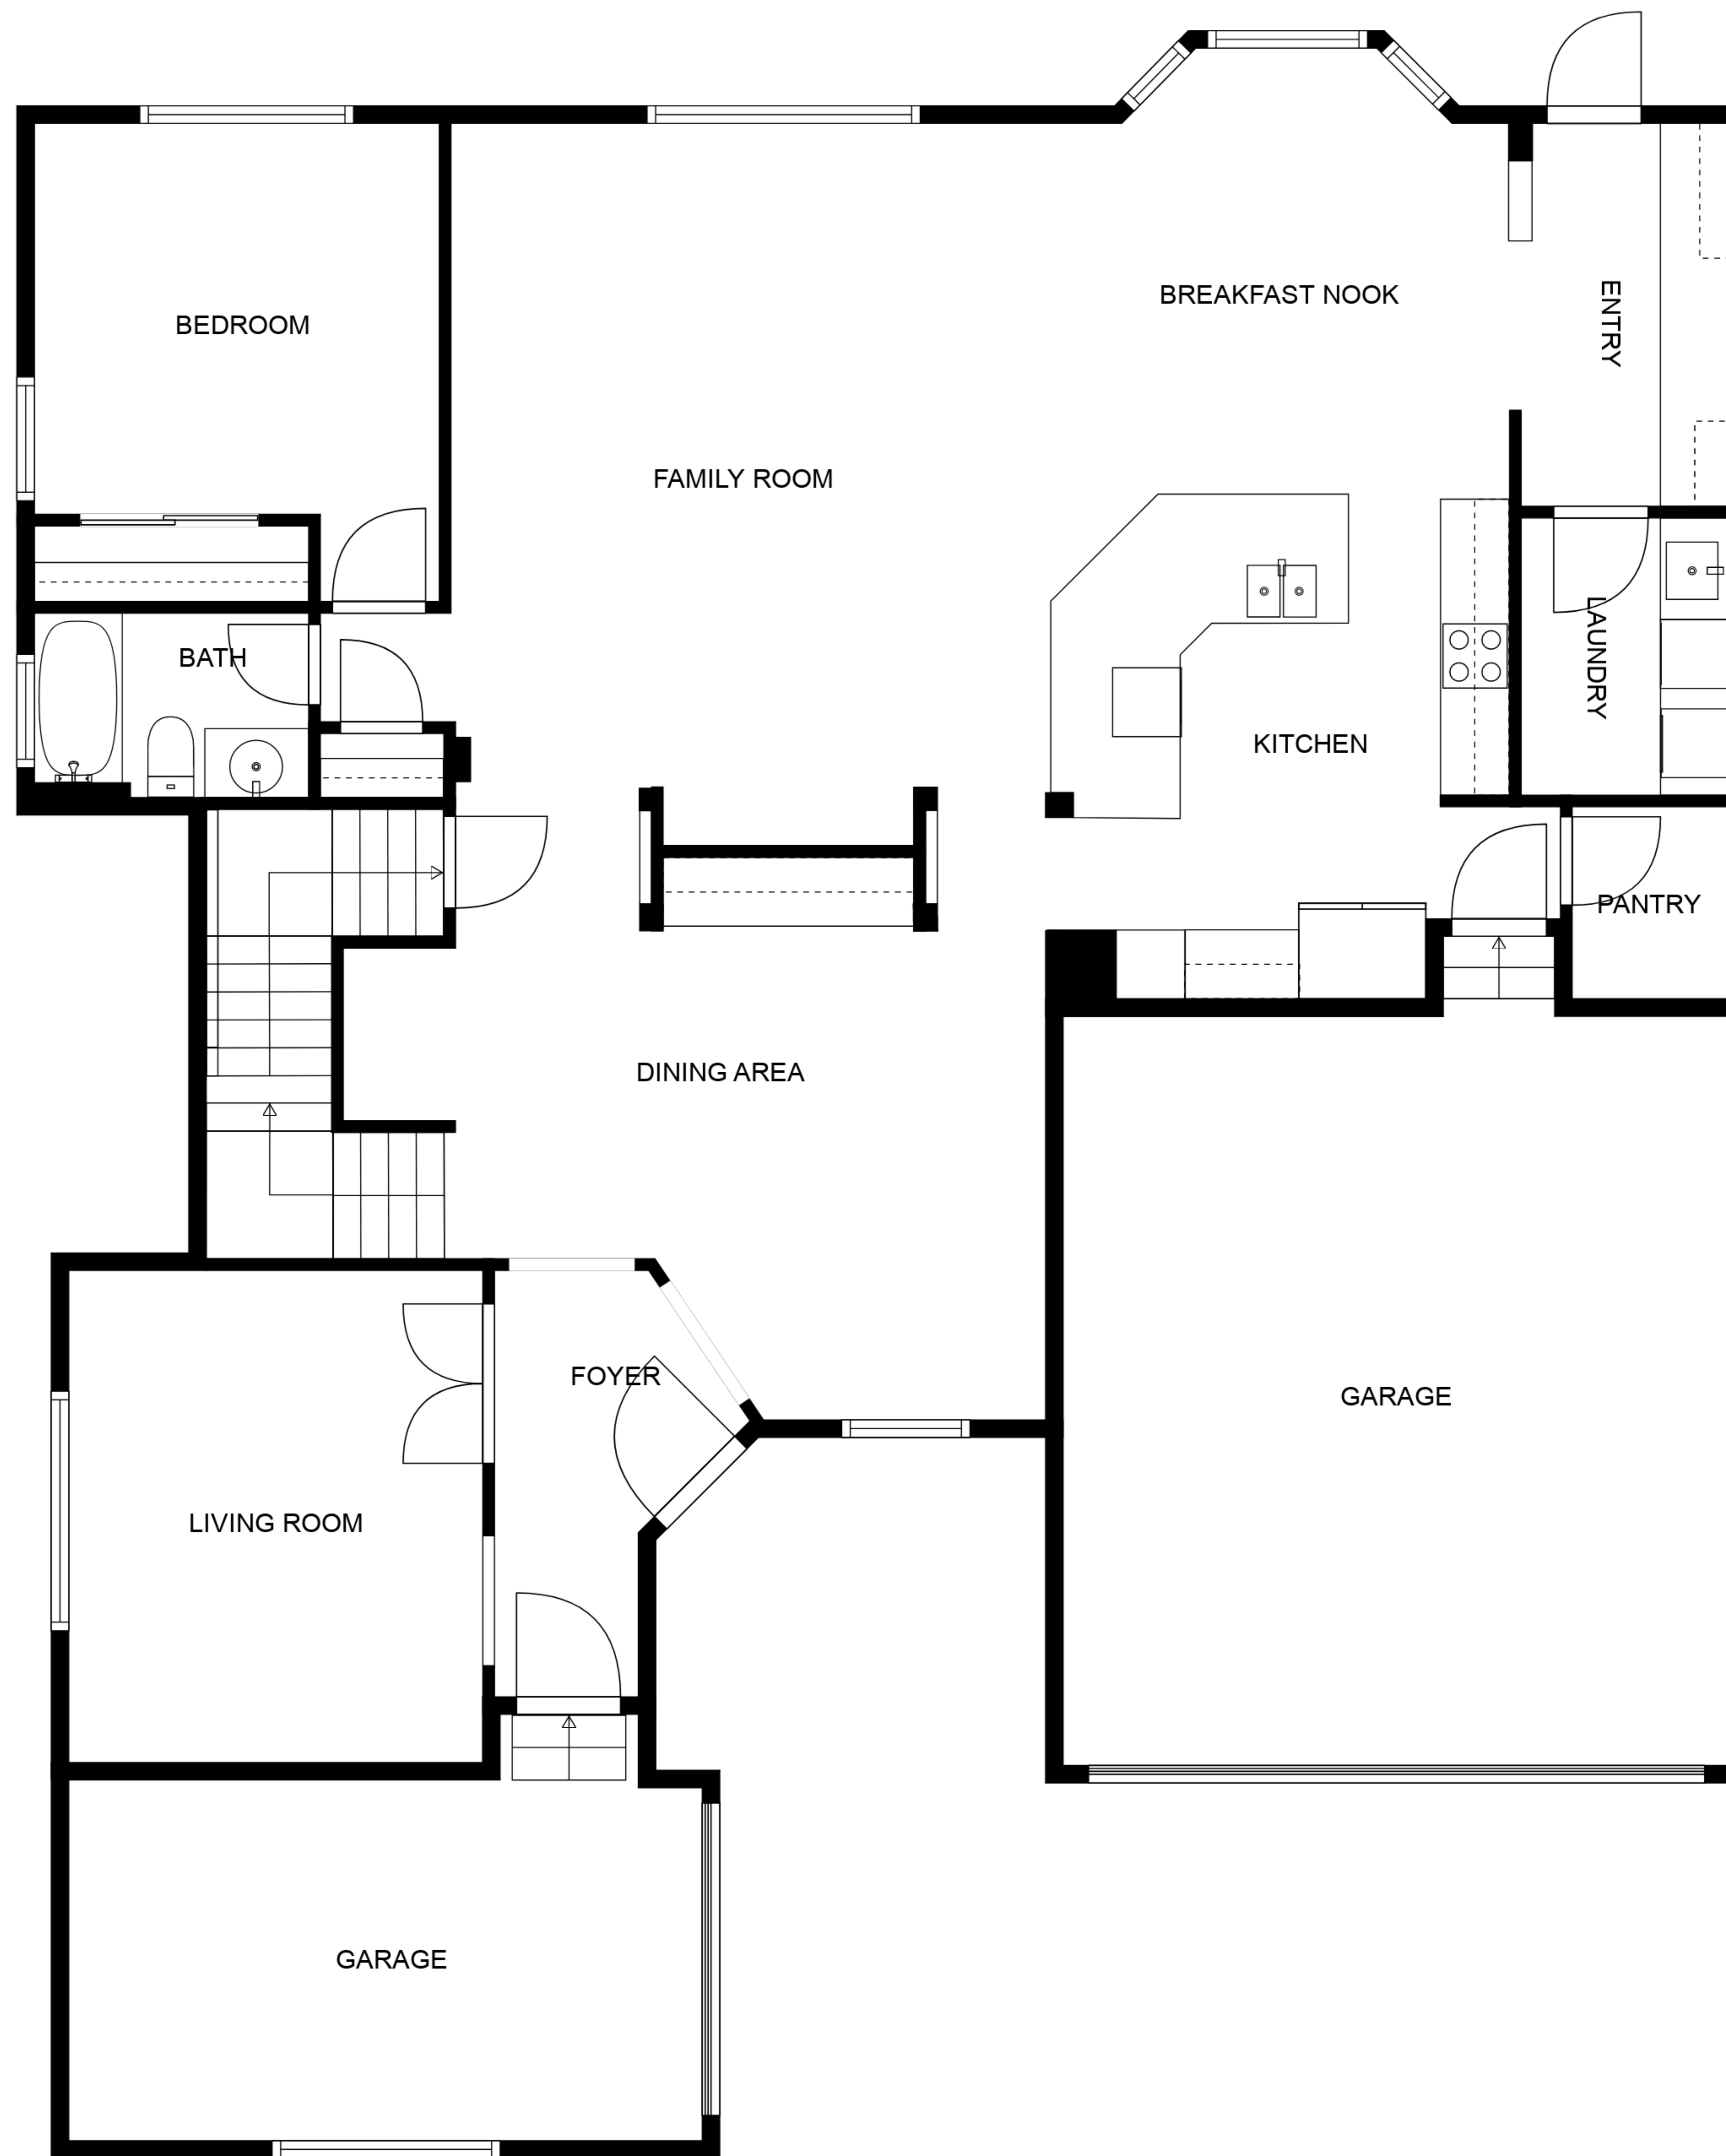 BREAKFAST NOOK
ENTRY
BEDROOM
FAMILY ROOM
BATH
LAUNDRY
KITCHEN
PANTRY
DINING AREA
FOYER
GARAGE
LIVING ROOM
GARAGE